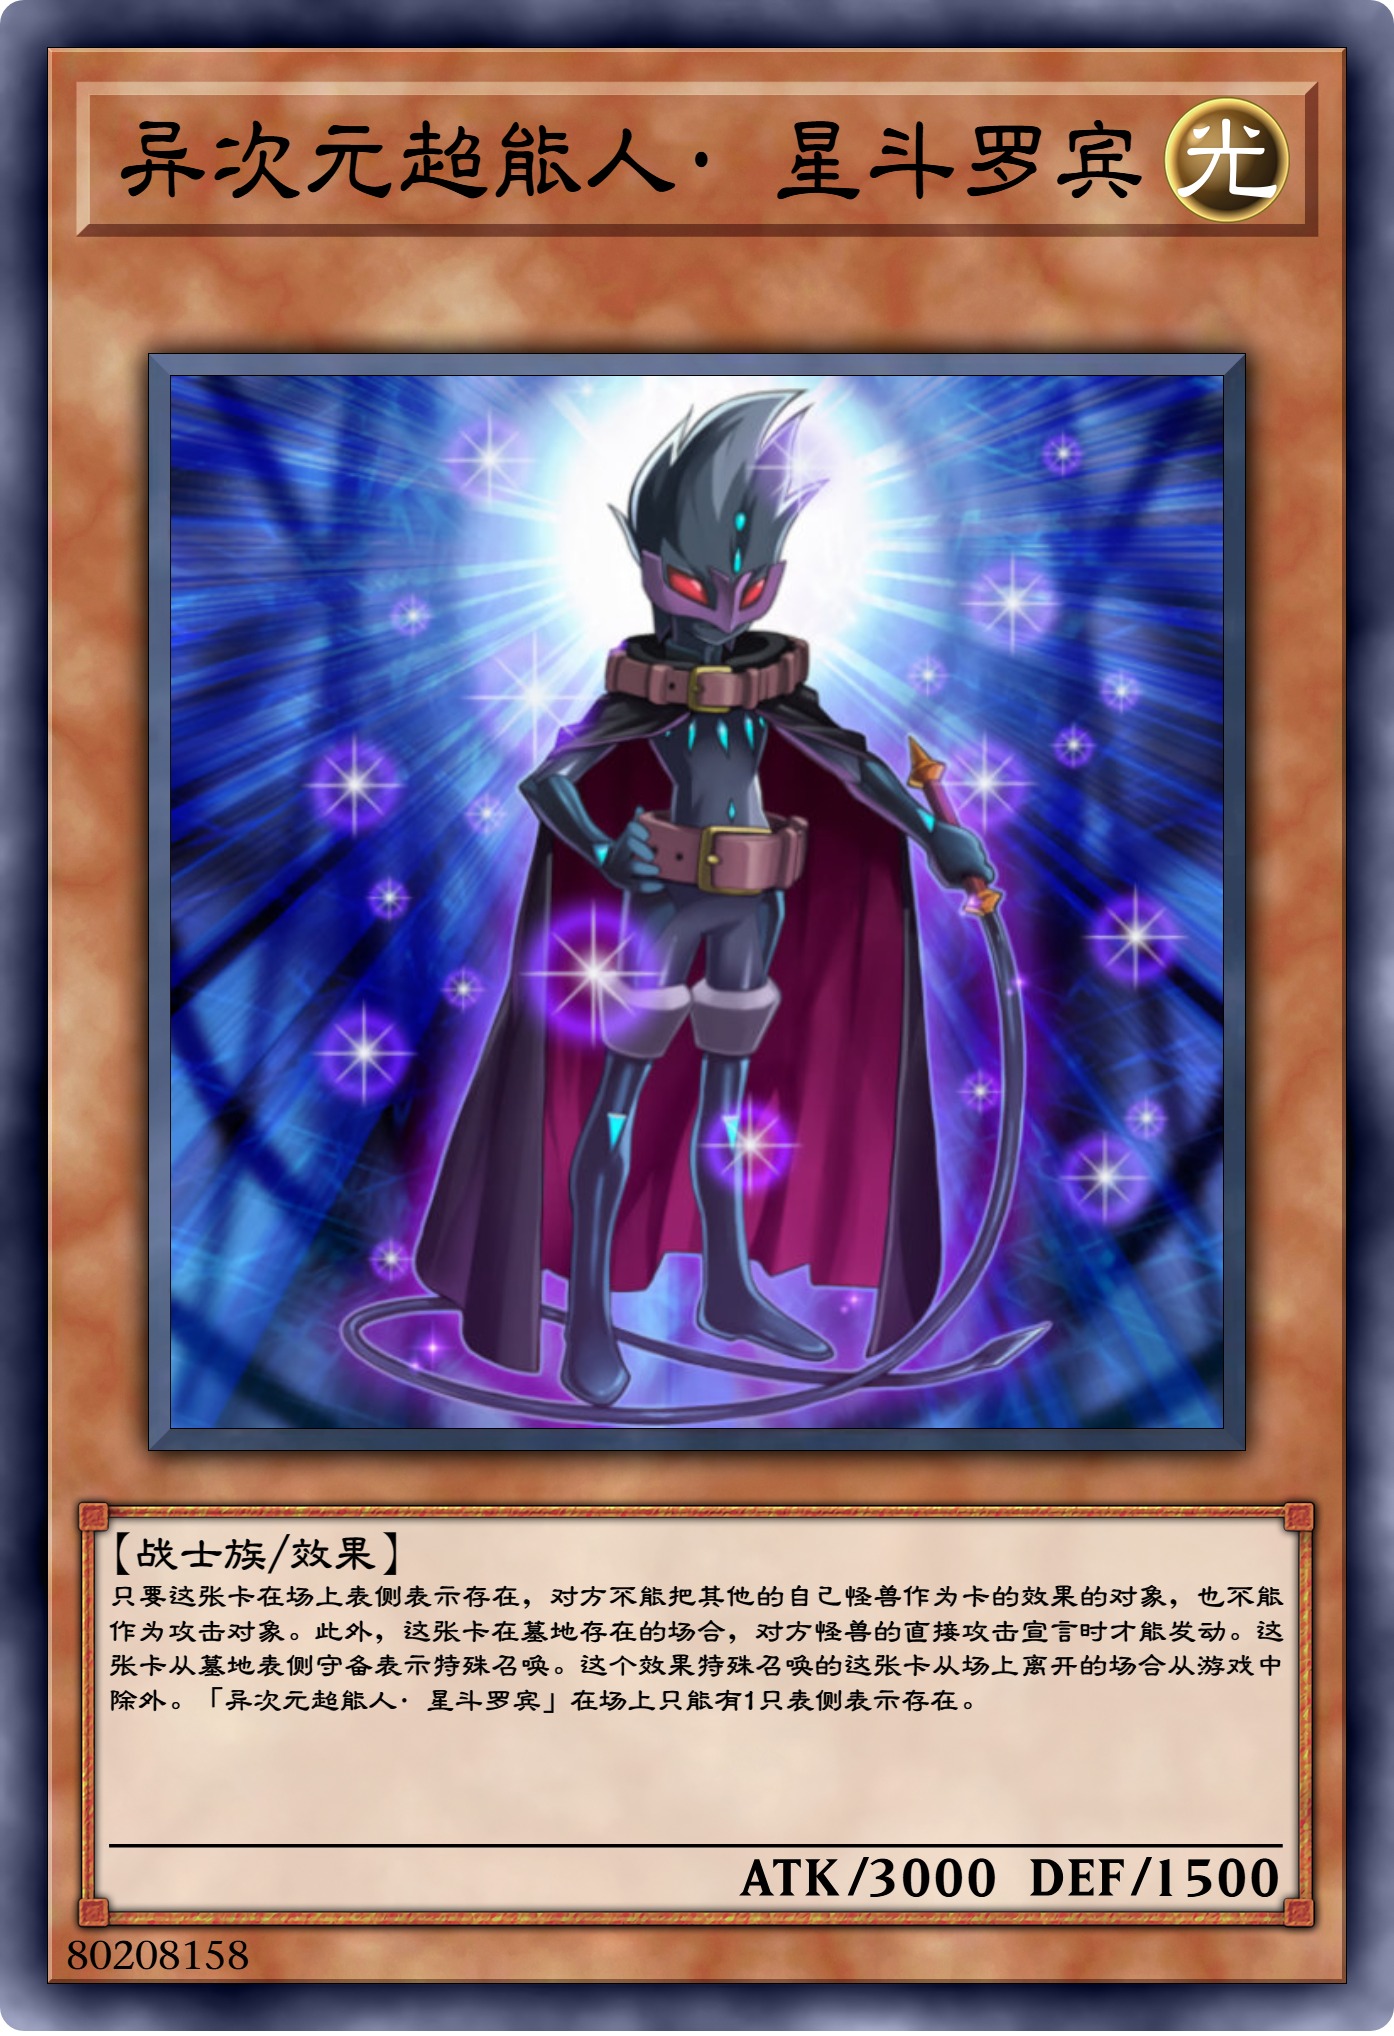 异次元超能人·星斗罗宾 光
【战士族/效果】
只要这张卡在场上表侧表示存在，对方不能把其他的自己怪兽作为卡的效果的对象，也不能
作为攻击对象。此外，这张卡在墓地存在的场合，对方怪兽的直接攻击宣言时才能发动。这
张卡从墓地表侧守备表示特殊召唤。这个效果特殊召唤的这张卡从场上离开的场合从游戏中
除外。「异次元超能人·星斗罗宾」在场上只能有1只表侧表示存在。
ATK/3000 DEF/1500
80208158